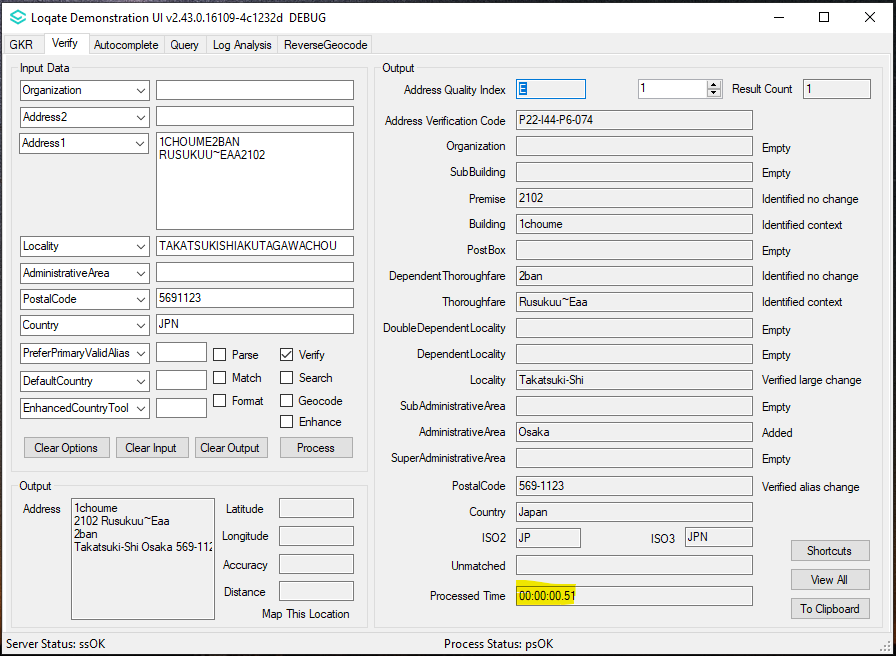 Loqate Demonstration UI v2.43.0.16109-4c1232d DEBUG
GKR Verify Autocomplete Query Log Analysis ReverseGeocode
Input Data
Organization
Address2
Address1
1CHOUME2BAN
RUSUKUU~EAA2102
Locality TAKATSUKISHIAKUTAGAWACHOU
AdministrativeArea
PostalCode 5691123
Country JPN
PreferPrimaryValidAlias Parse Verify
DefaultCountry Match Search
EnhancedCountryTool Format Geocode
Enhance
Clear Options Clear Input Clear Output Process
Output
Address
1choume
2102 Rusukuu~Eaa
2ban
Takatsuki-Shi Osaka 569-112
Latitude
Longitude
Accuracy
Distance
Map This Location
Output
Address Quality Index E 1 Result Count 1
Address Verification Code P22-I44-P6-074
Organization Empty
SubBuilding Empty
Premise 2102 Identified no change
Building 1choume Identified context
PostBox Empty
DependentThoroughfare 2ban Identified no change
Thoroughfare Rusukuu~Eaa Identified context
DoubleDependentLocality Empty
DependentLocality Empty
Locality Takatsuki-Shi Verified large change
SubAdministrativeArea Empty
AdministrativeArea Osaka Added
SuperAdministrativeArea Empty
PostalCode 569-1123 Verified alias change
Country Japan
ISO2 JP ISO3 JPN
Unmatched
Processed Time 00:00:00.51
Shortcuts
View All
To Clipboard
Server Status: ssOK Process Status: psOK